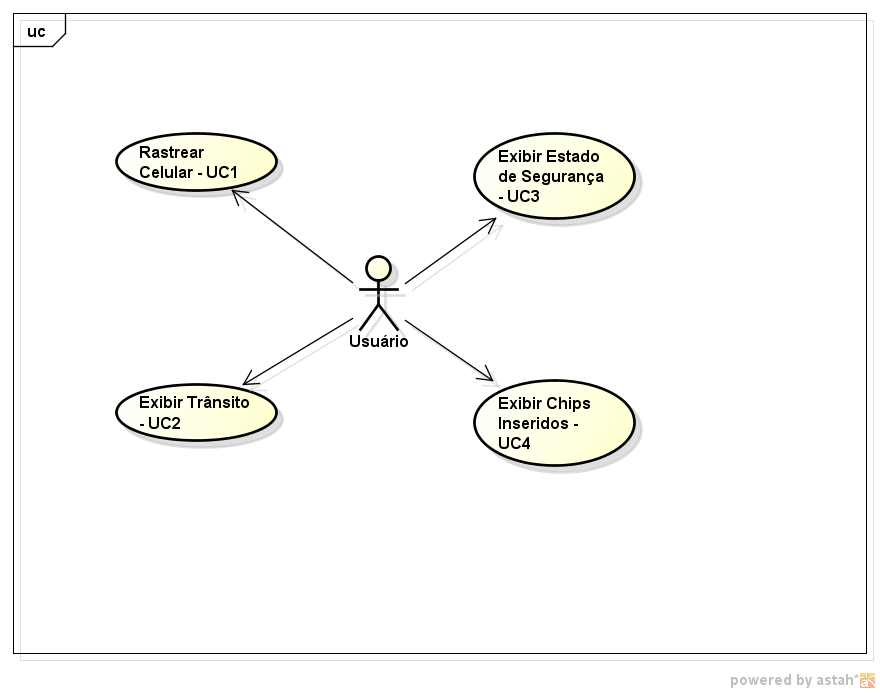 uc
Rastrear
Celular - UC1
Exibir Estado
de Segurança
- UC3
Usuário
Exibir Trânsito
- UC2
Exibir Chips
Inseridos -
UC4
powered by astah*